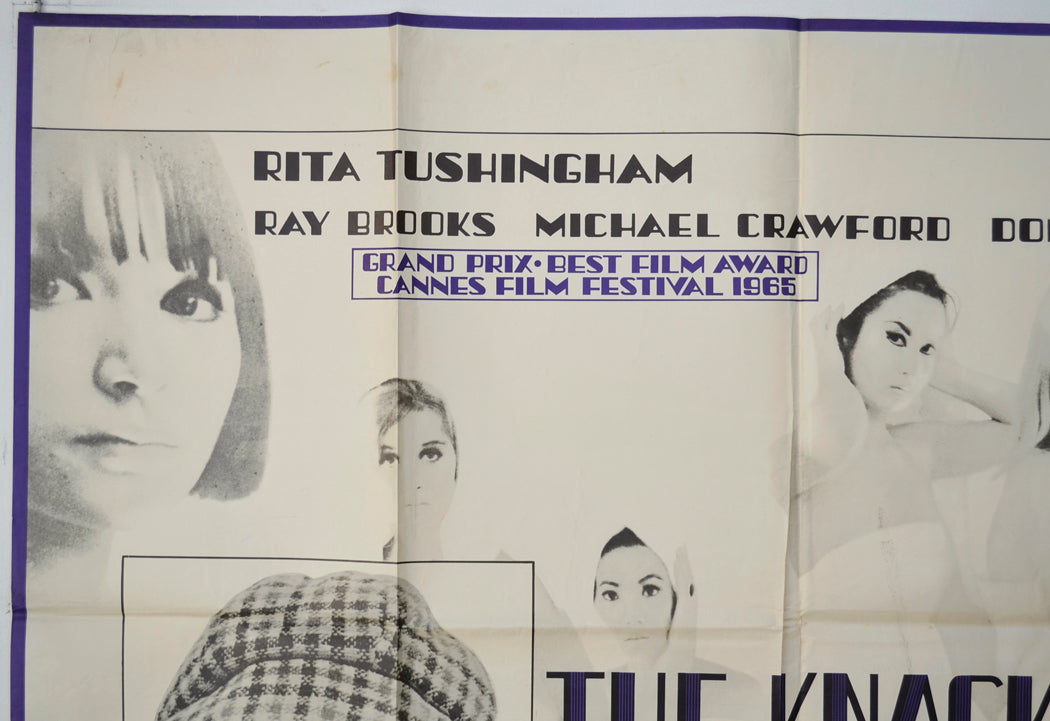 RITA TUSHINGHAM
RAY BROOKS MICHAEL CRAWFORD
GRAND PRIX • BEST FILM AWARD
CANNES FILM FESTIVAL 1965
THE KNACK